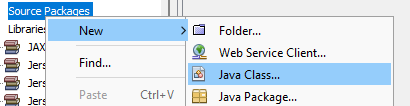 Source Packages
Libraries
JAX
Jers
Jers
Jers
New
Find...
Paste Ctrl+V
Folder...
Web Service Client...
Java Class...
Java Package...